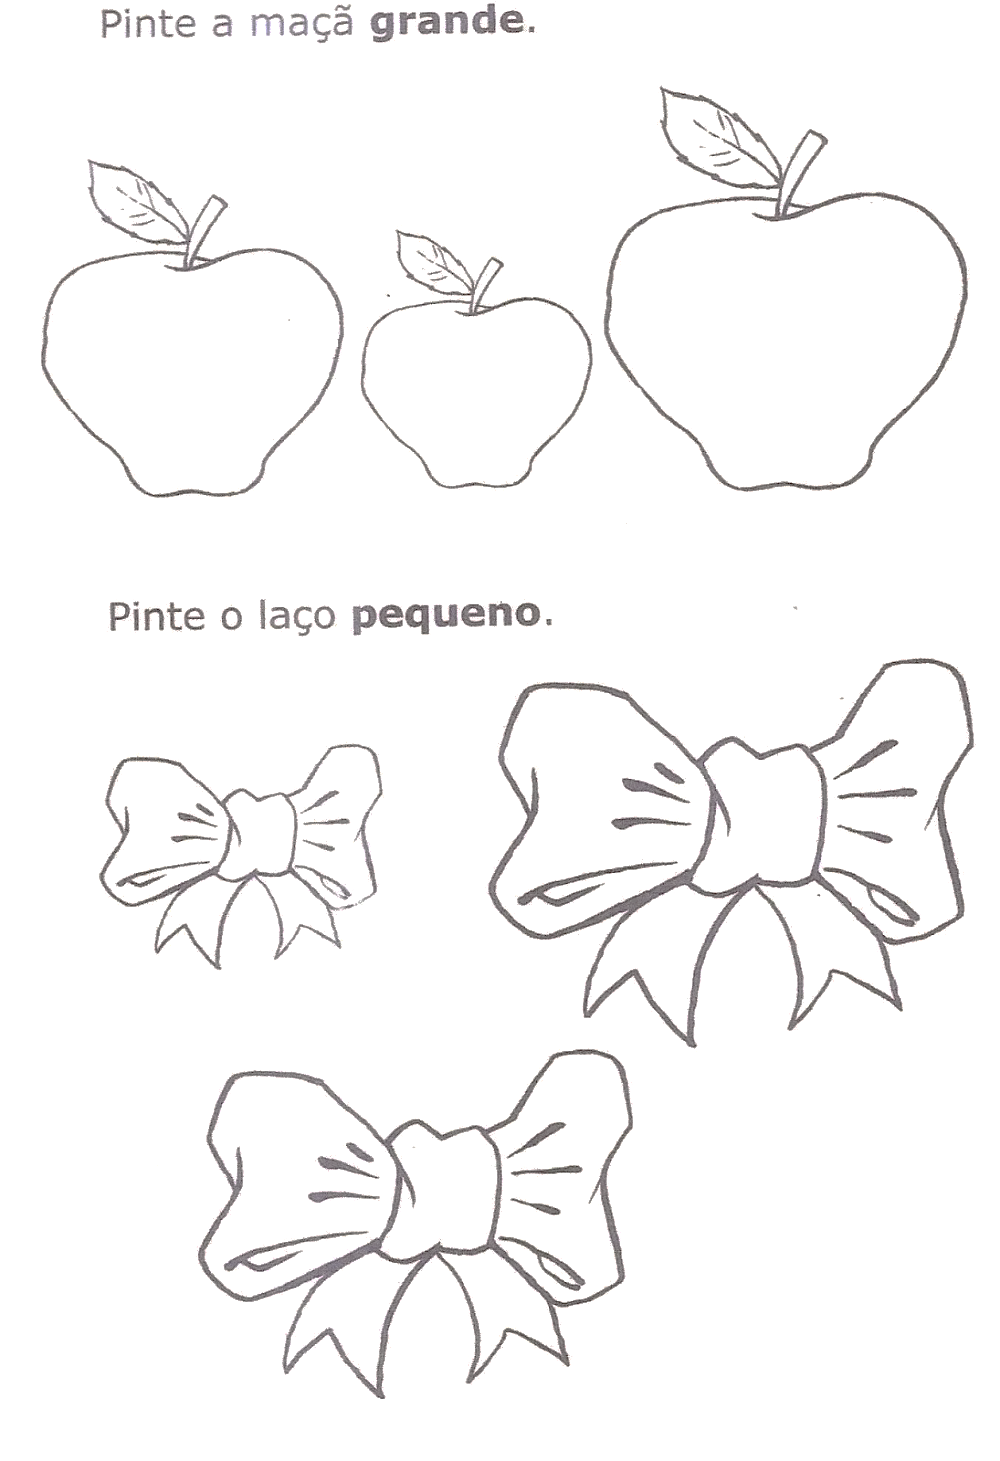 Pinte a maçã grande.
Pinte o laço pequeno.